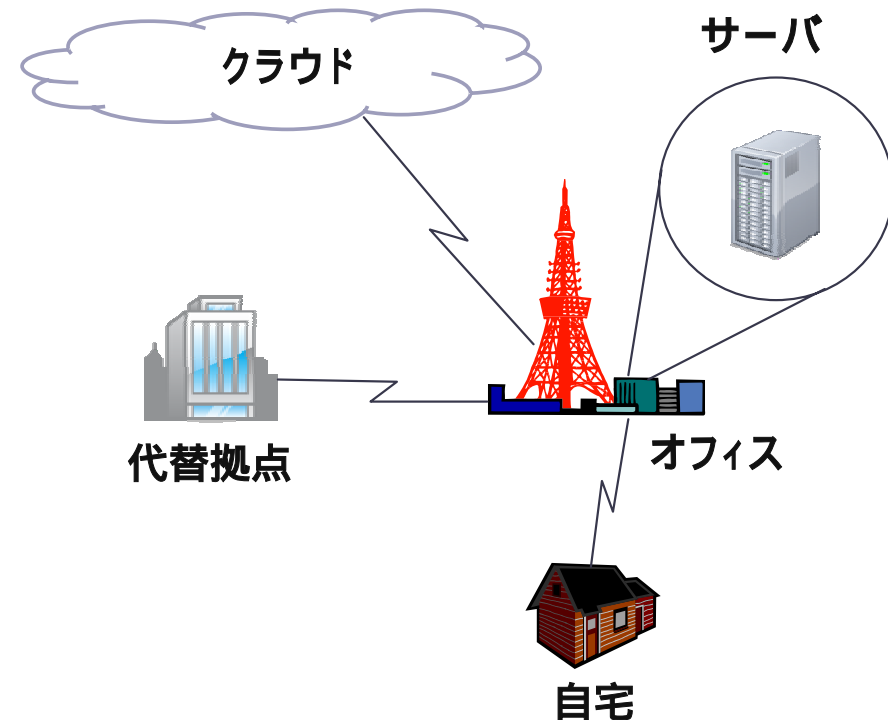 サーバ
クラウド
代替拠点
オフィス
自宅